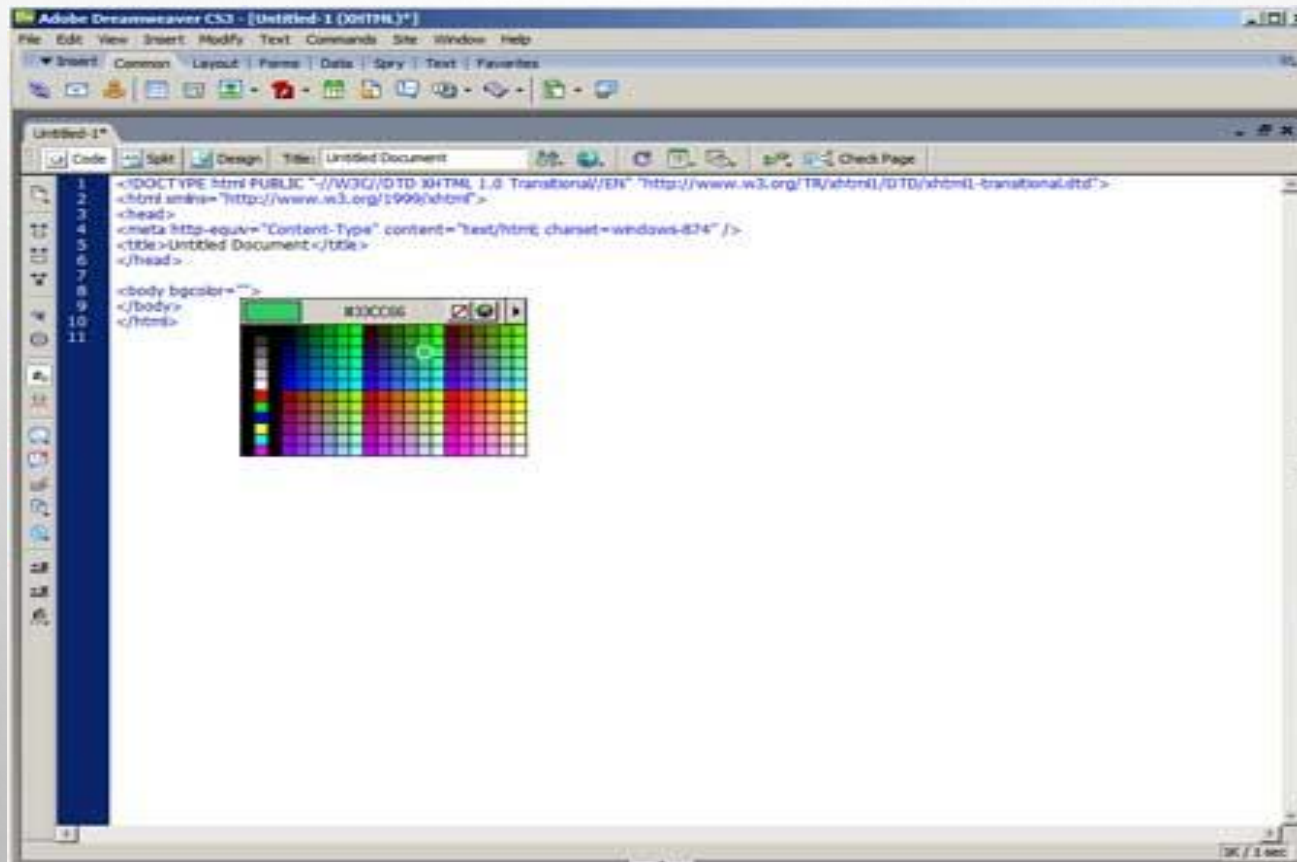 Adobe Dreamweaver CS3 - [Untitled-1 (XHTML)*]
File Edit View Insert Modify Text Commands Site Window Help
Insert Common Layout Forms Data Spry Text Favorites
Untitled-1*
Code Split Design Title: Untitled Document Check Page
1 <!DOCTYPE html PUBLIC "-//W3C//DTD XHTML 1.0 Transitional//EN" "http://www.w3.org/TR/xhtml1/DTD/xhtml1-transitional.dtd">
2 <html xmlns="http://www.w3.org/1999/xhtml">
3 <head>
4 <meta http-equiv="Content-Type" content="text/html; charset=windows-874" />
5 <title>Untitled Document</title>
6 </head>
7
8 <body bgcolor="">
9 </body>
10 </html>
11
#33CC66
1K / 1 sec